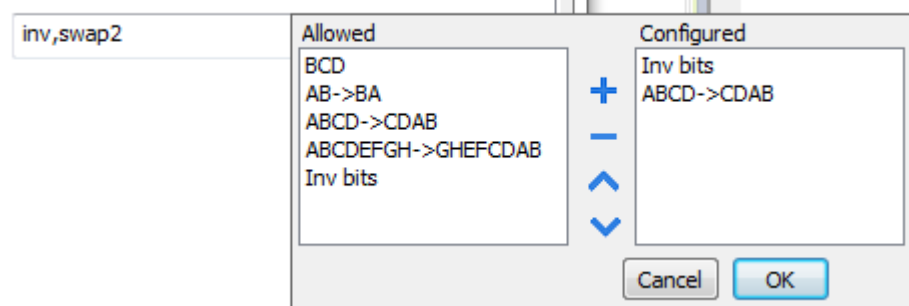 inv,swap2
Allowed
BCD
AB->BA
ABCD->CDAB
ABCDEFGH->GHEFCDAB
Inv bits
Configured
Inv bits
ABCD->CDAB
Cancel
OK